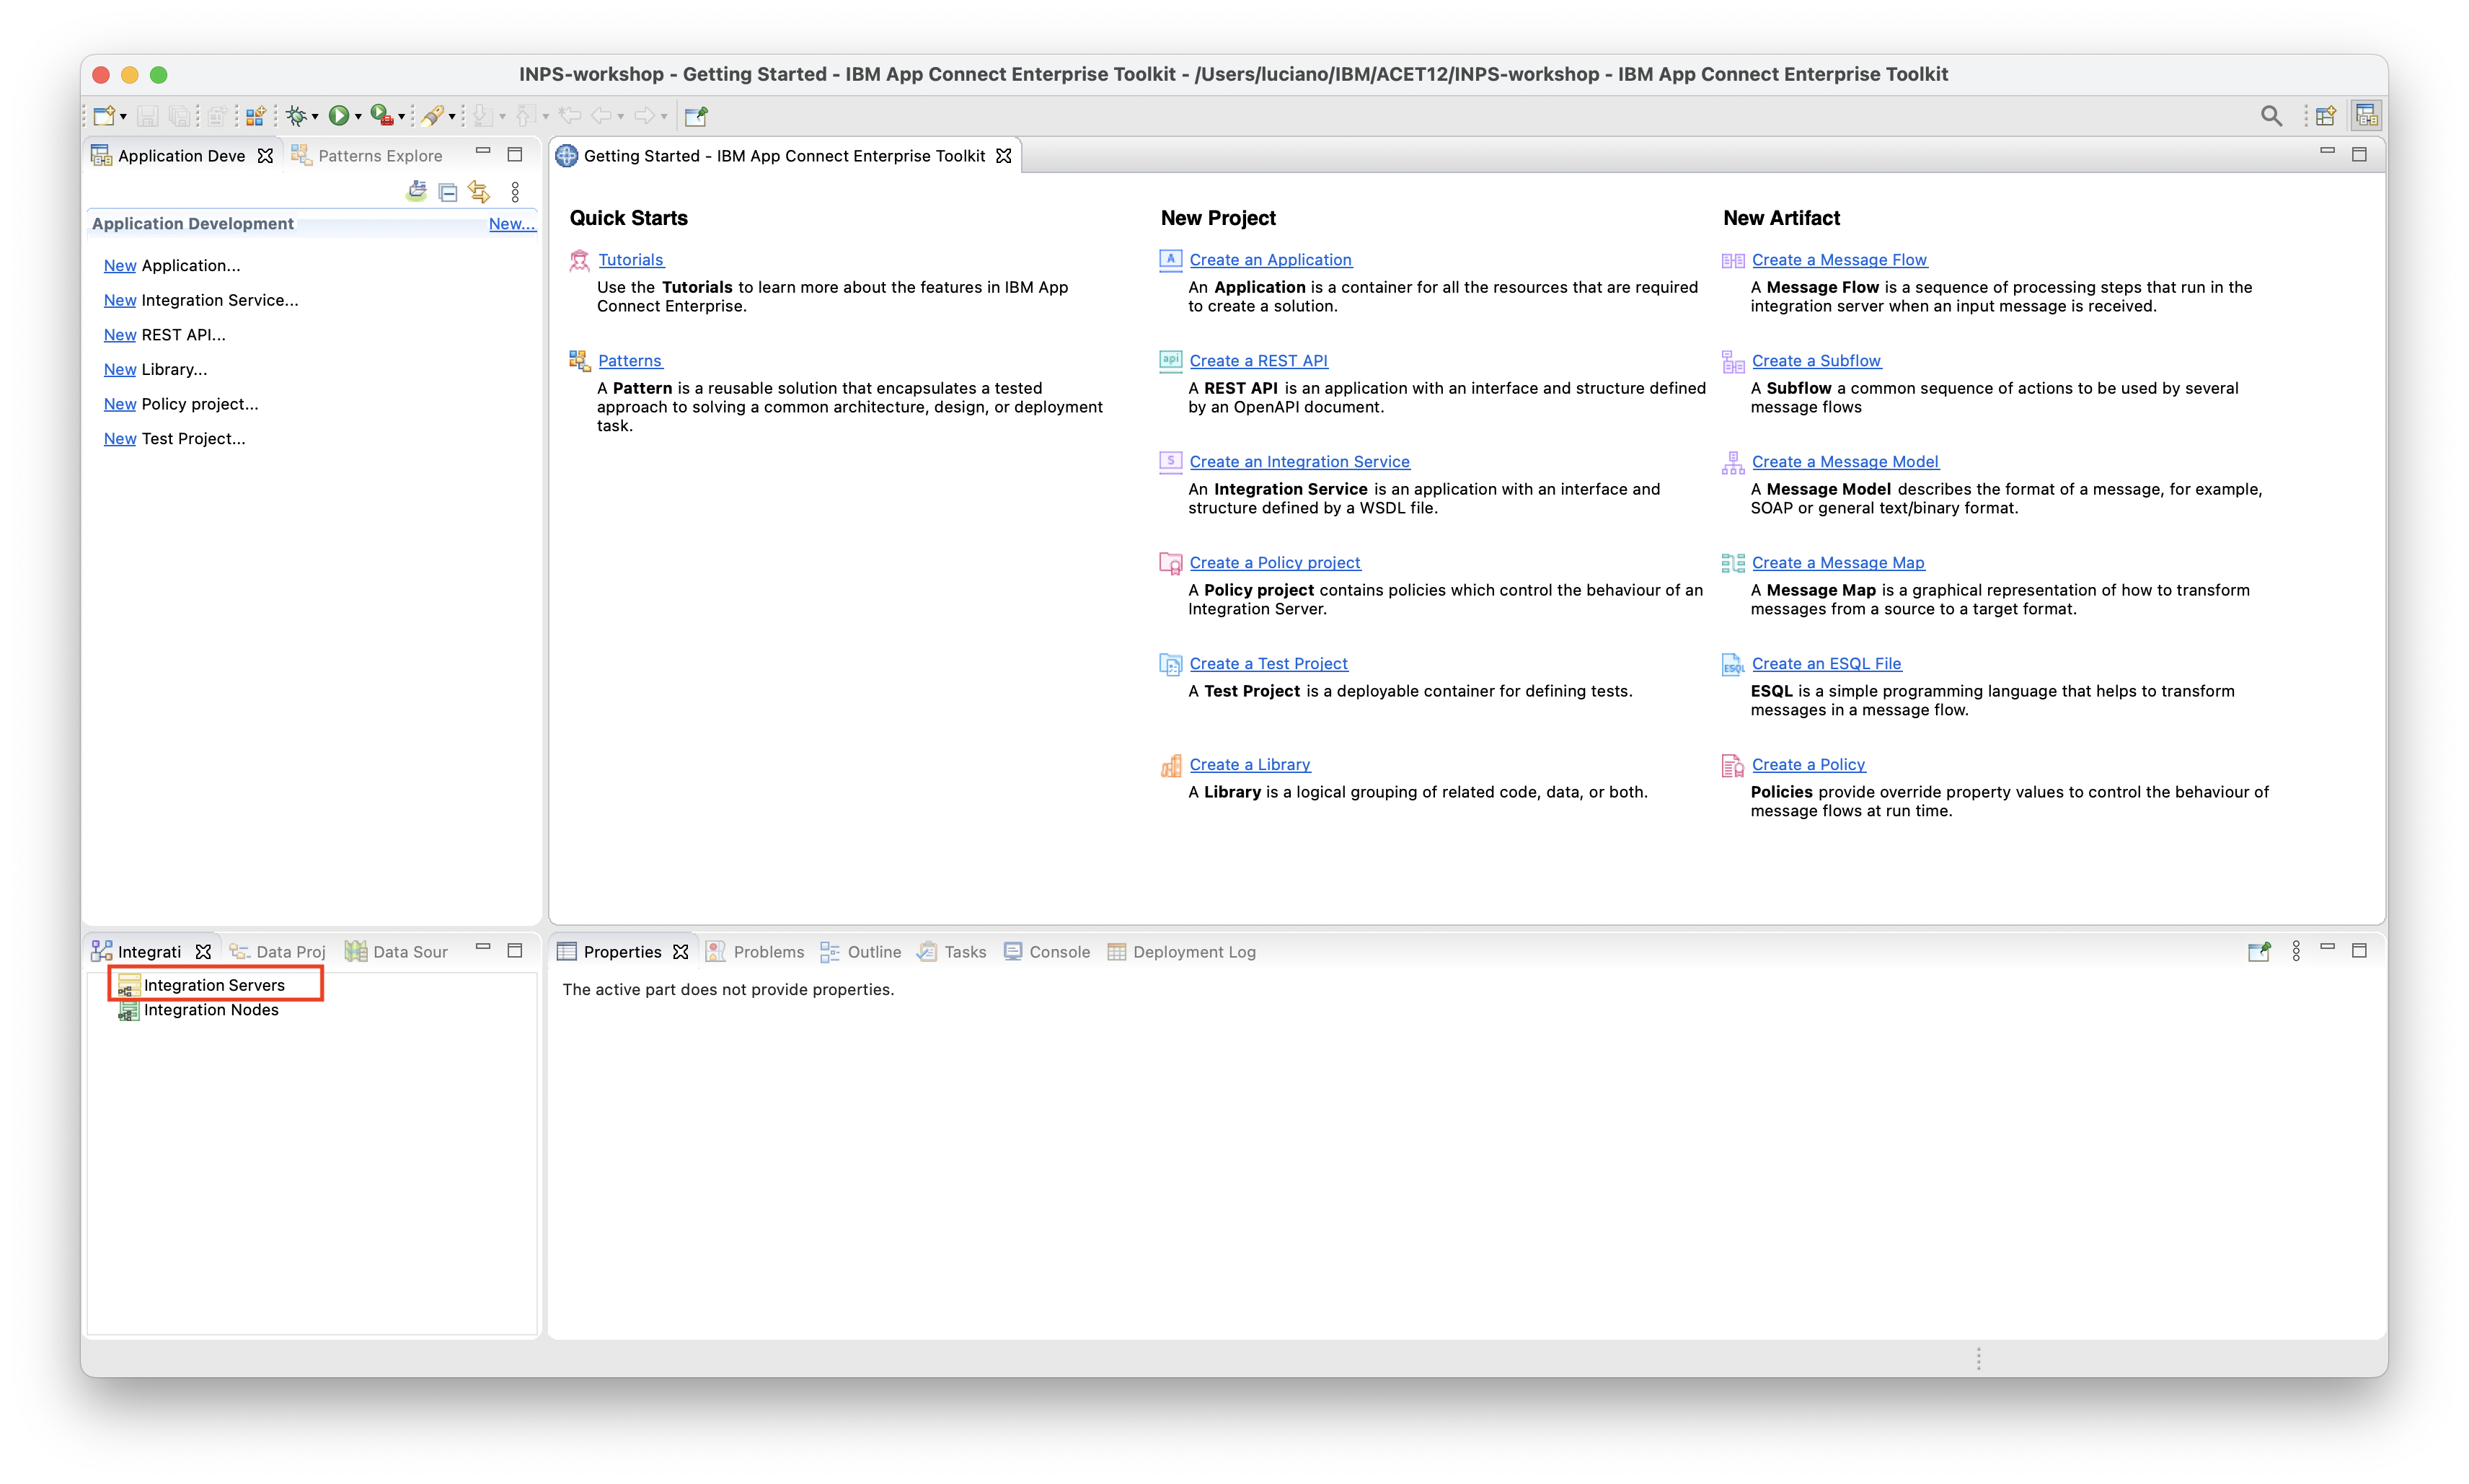 INPS-workshop - Getting Started - IBM App Connect Enterprise Toolkit - /Users/luciano/IBM/ACET12/INPS-workshop - IBM App Connect Enterprise Toolkit
Application Deve
Patterns Explore
Application Development
New...
New Application...
New Integration Service...
New REST API...
New Library...
New Policy project...
New Test Project...
Getting Started - IBM App Connect Enterprise Toolkit
Quick Starts
Tutorials
Use the Tutorials to learn more about the features in IBM App
Connect Enterprise.
Patterns
A Pattern is a reusable solution that encapsulates a tested
approach to solving a common architecture, design, or deployment
task.
New Project
A
Create an Application
An Application is a container for all the resources that are required
to create a solution.
api
Create a REST API
A REST API is an application with an interface and structure defined
by an OpenAPI document.
S
Create an Integration Service
An Integration Service is an application with an interface and
structure defined by a WSDL file.
Create a Policy project
A Policy project contains policies which control the behaviour of an
Integration Server.
Create a Test Project
A Test Project is a deployable container for defining tests.
Create a Library
A Library is a logical grouping of related code, data, or both.
New Artifact
Create a Message Flow
A Message Flow is a sequence of processing steps that run in the
integration server when an input message is received.
Create a Subflow
A Subflow a common sequence of actions to be used by several
message flows
Create a Message Model
A Message Model describes the format of a message, for example,
SOAP or general text/binary format.
Create a Message Map
A Message Map is a graphical representation of how to transform
messages from a source to a target format.
ESQL
Create an ESQL File
ESQL is a simple programming language that helps to transform
messages in a message flow.
Create a Policy
Policies provide override property values to control the behaviour of
message flows at run time.
Integrati
Data Proj
Data Sour
Integration Servers
Integration Nodes
Properties
Problems
Outline
Tasks
Console
Deployment Log
The active part does not provide properties.